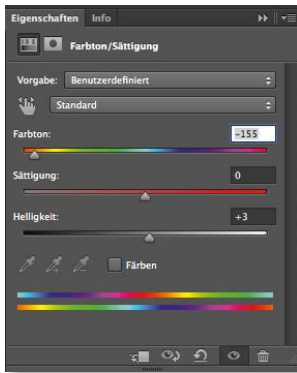 Eigenschaften Info
Farbton/Sättigung
Vorgabe: Benutzerdefiniert
Standard
Farbton: -155
Sättigung: 0
Helligkeit: +3
Färben